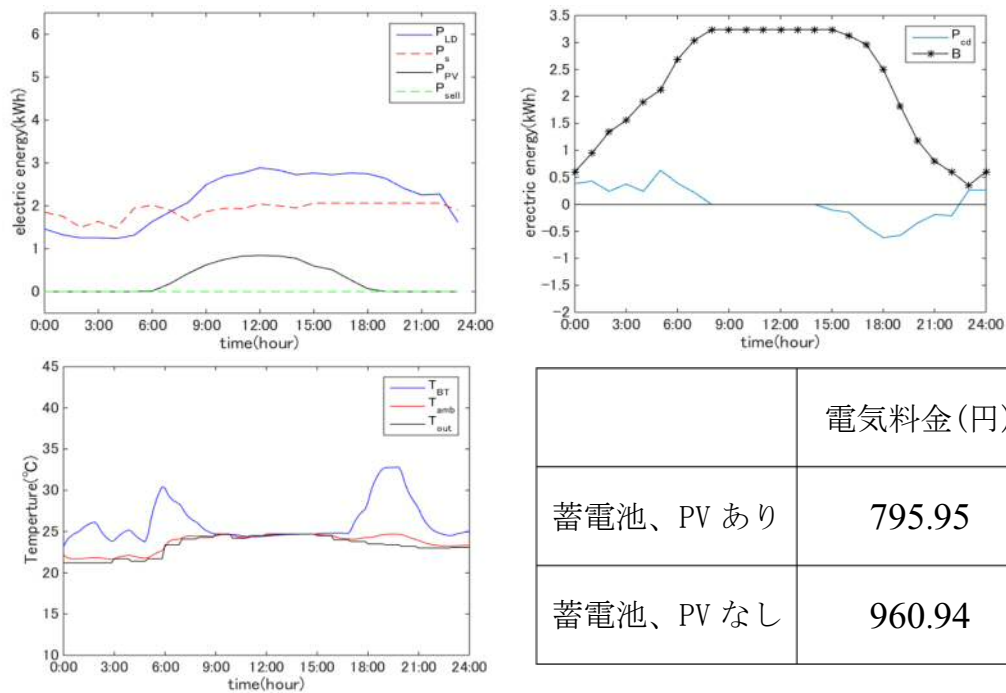 6
5
4
3
2
1
0
electric energy(kWh)
P_LD
P_s
P_PV
P_sell
0:00 3:00 6:00 9:00 12:00 15:00 18:00 21:00 24:00
time(hour)
3.5
3
2.5
2
1.5
1
0.5
0
−0.5
−1
−1.5
−2
erectric energy(kWh)
P_cd
B
0:00 3:00 6:00 9:00 12:00 15:00 18:00 21:00 24:00
time(hour)
45
40
35
30
25
20
15
10
Temperture(℃)
T_BT
T_amb
T_out
0:00 3:00 6:00 9:00 12:00 15:00 18:00 21:00 24:00
time(hour)
電気料金(円)
蓄電池、PV あり 795.95
蓄電池、PV なし 960.94